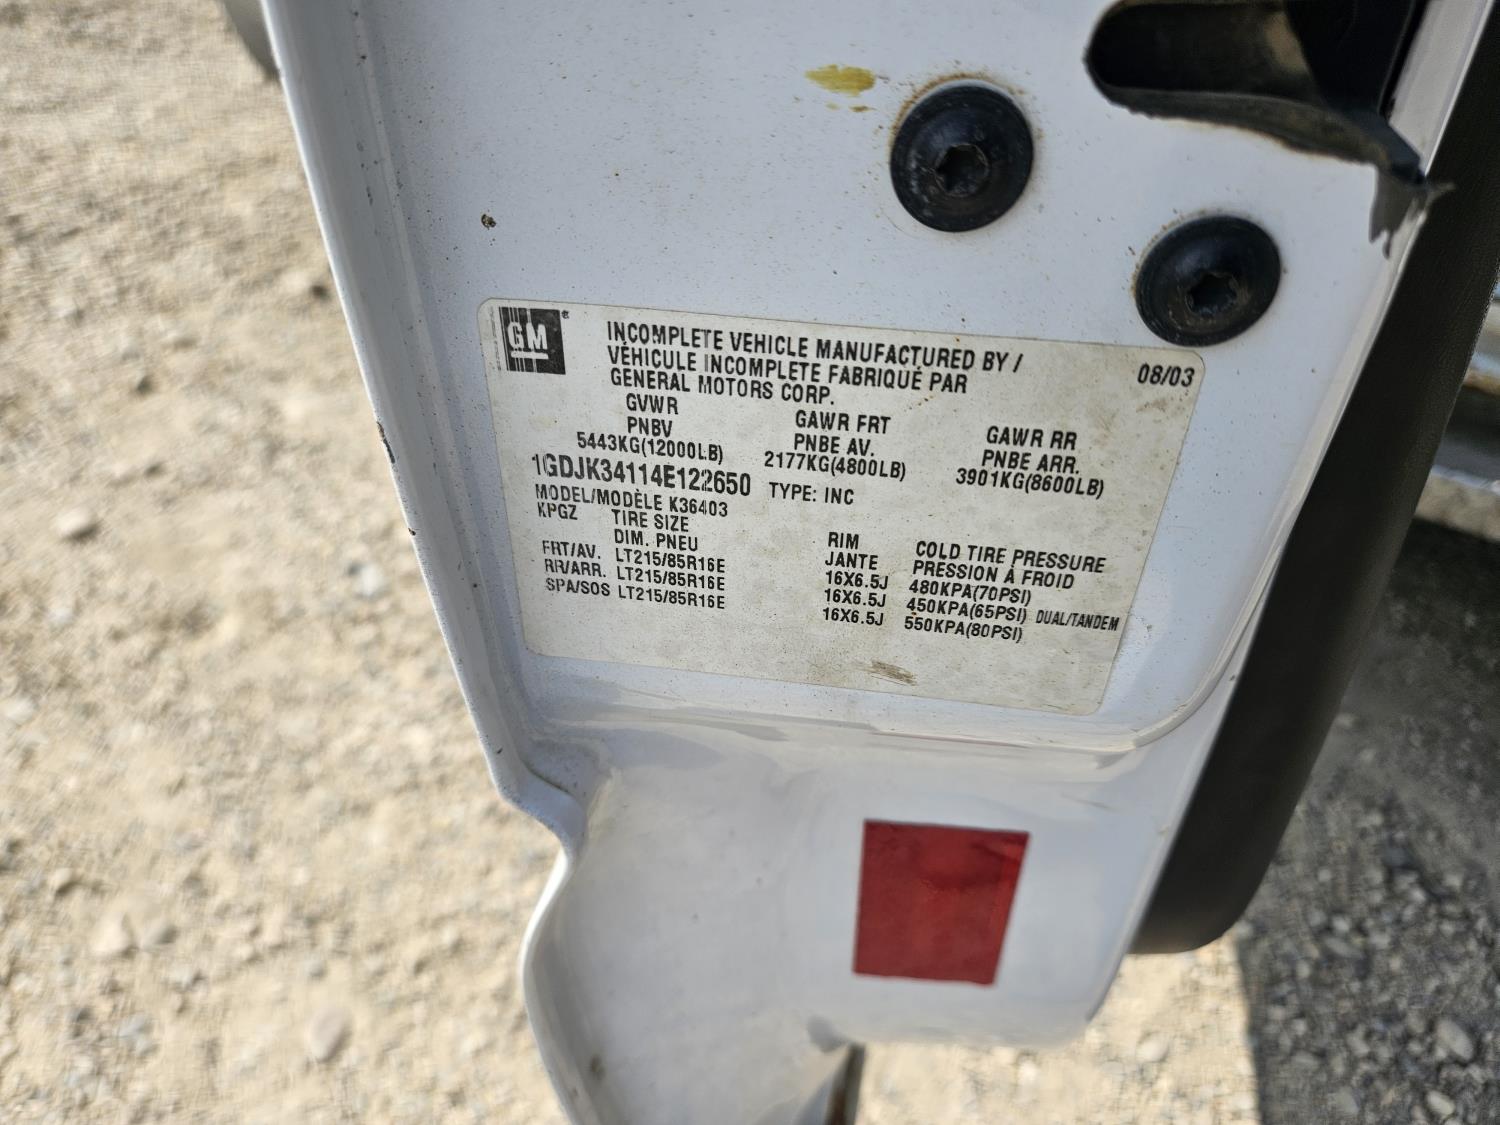 GM®
INCOMPLETE VEHICLE MANUFACTURED BY /
VÉHICULE INCOMPLETE FABRIQUÉ PAR
GENERAL MOTORS CORP.
08/03
GVWR GAWR FRT GAWR RR
PNBV PNBE AV. PNBE ARR.
5443KG(12000LB) 2177KG(4800LB) 3901KG(8600LB)
1GDJK34114E122650 TYPE: INC
MODEL/MODÈLE K36403
KPGZ TIRE SIZE RIM COLD TIRE PRESSURE
DIM. PNEU JANTE PRESSION À FROID
FRT/AV. LT215/85R16E 16X6.5J 480KPA(70PSI)
RR/ARR. LT215/85R16E 16X6.5J 450KPA(65PSI) DUAL/TANDEM
SPA/SOS LT215/85R16E 16X6.5J 550KPA(80PSI)